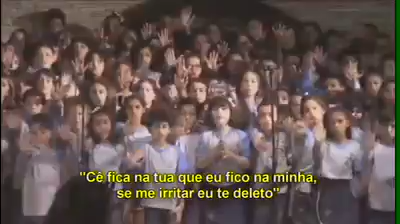 "Cê fica na tua que eu fico na minha,
se me irritar eu te deleto"